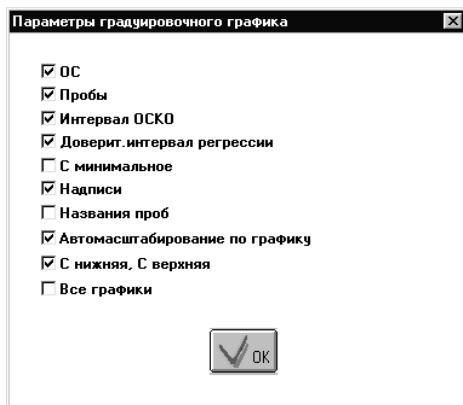 Параметры градуировочного графика
ОС
Пробы
Интервал ОСКО
Доверит.интервал регрессии
С минимальное
Надписи
Названия проб
Автомасштабирование по графику
С нижняя, С верхняя
Все графики
ОК